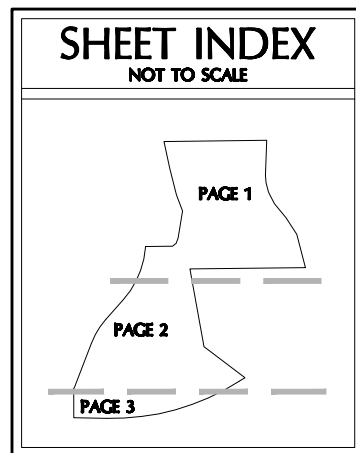 SHEET INDEX
NOT TO SCALE
PAGE 1
PAGE 2
PAGE 3